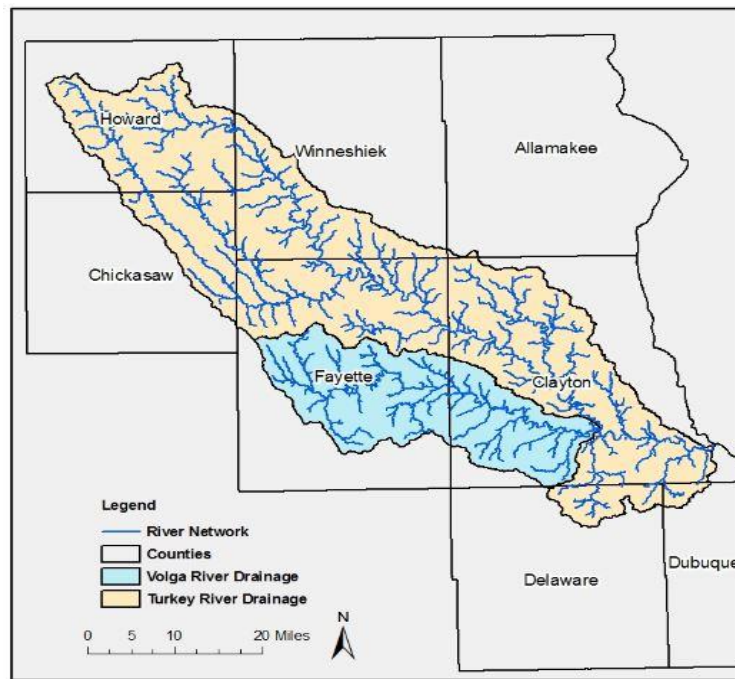 Howard
Winneshiek
Allamakee
Chickasaw
Fayette
Clayton
Delaware
Dubuque
Legend
River Network
Counties
Volga River Drainage
Turkey River Drainage
0 5 10 20 Miles
N